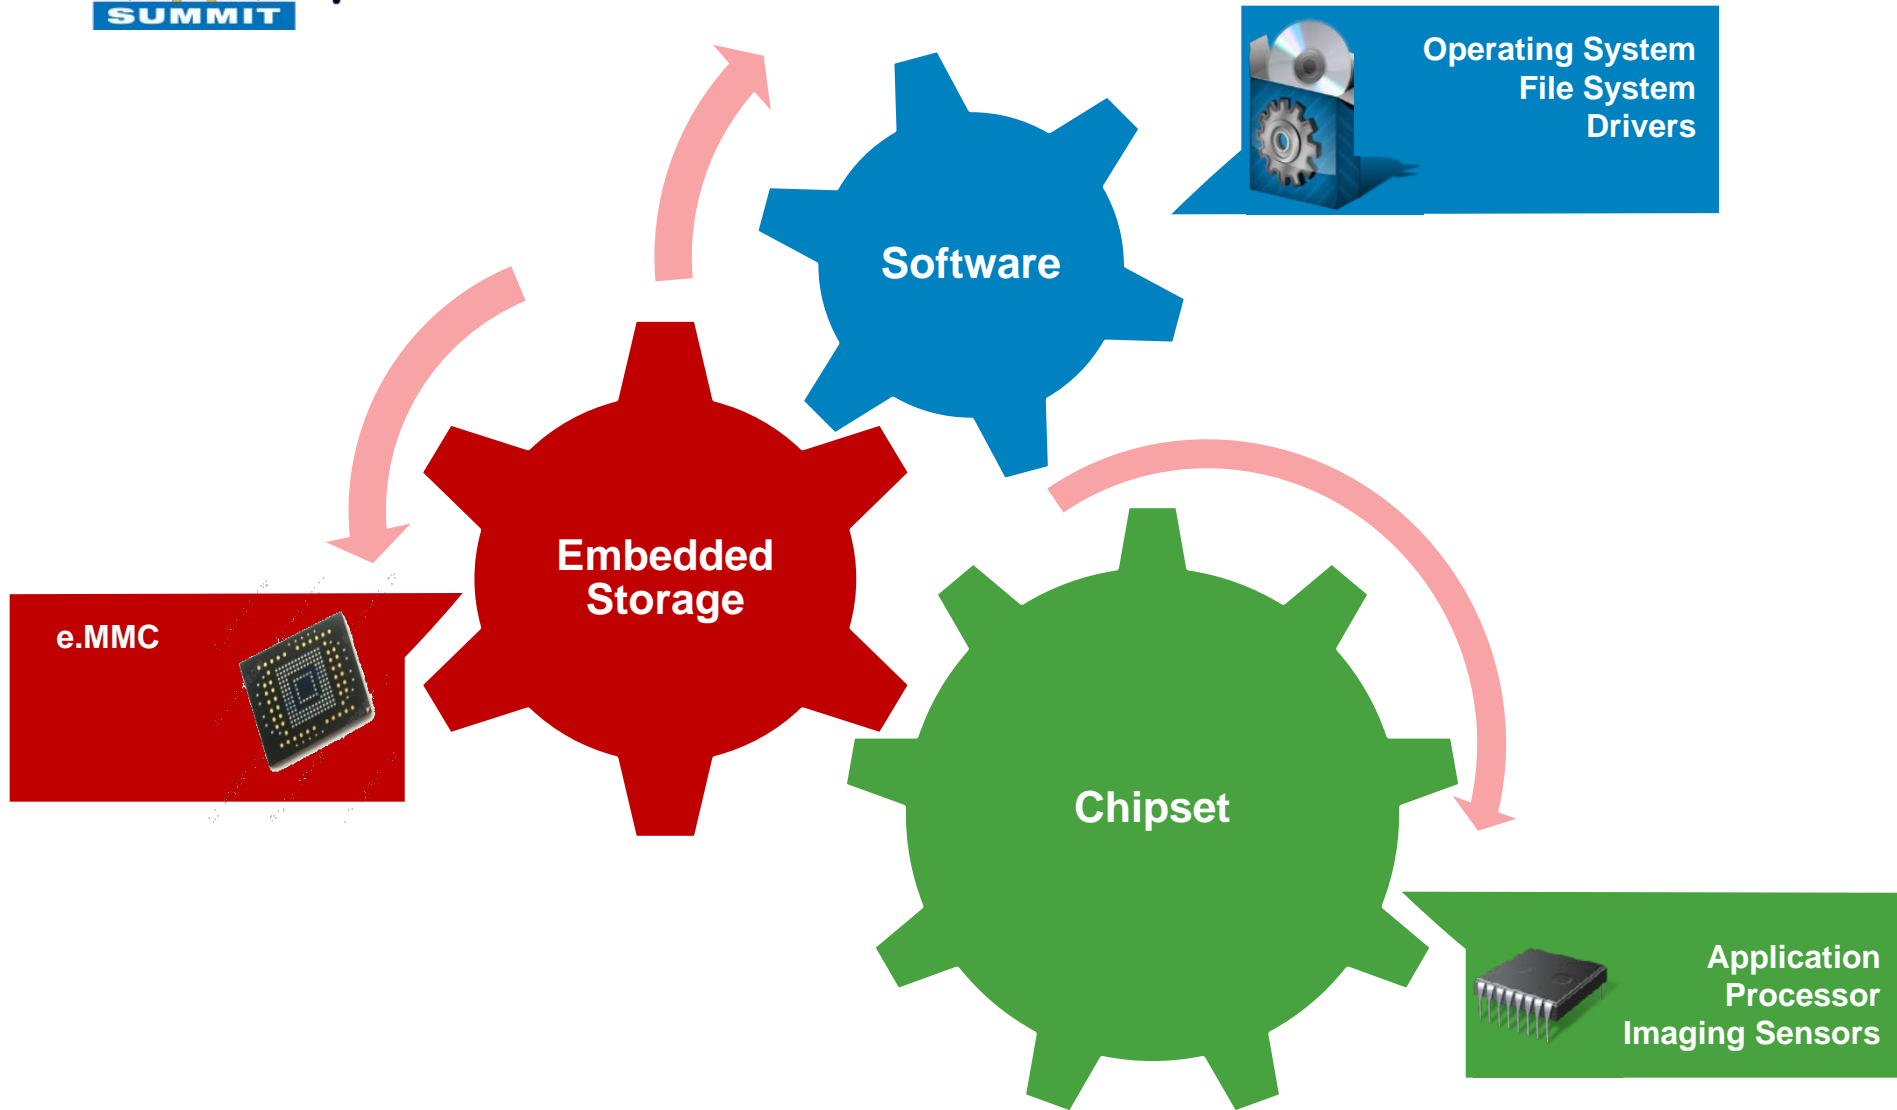 SUMMIT
Operating System
File System
Drivers
Software
Embedded
Storage
e.MMC
Chipset
Application
Processor
Imaging Sensors